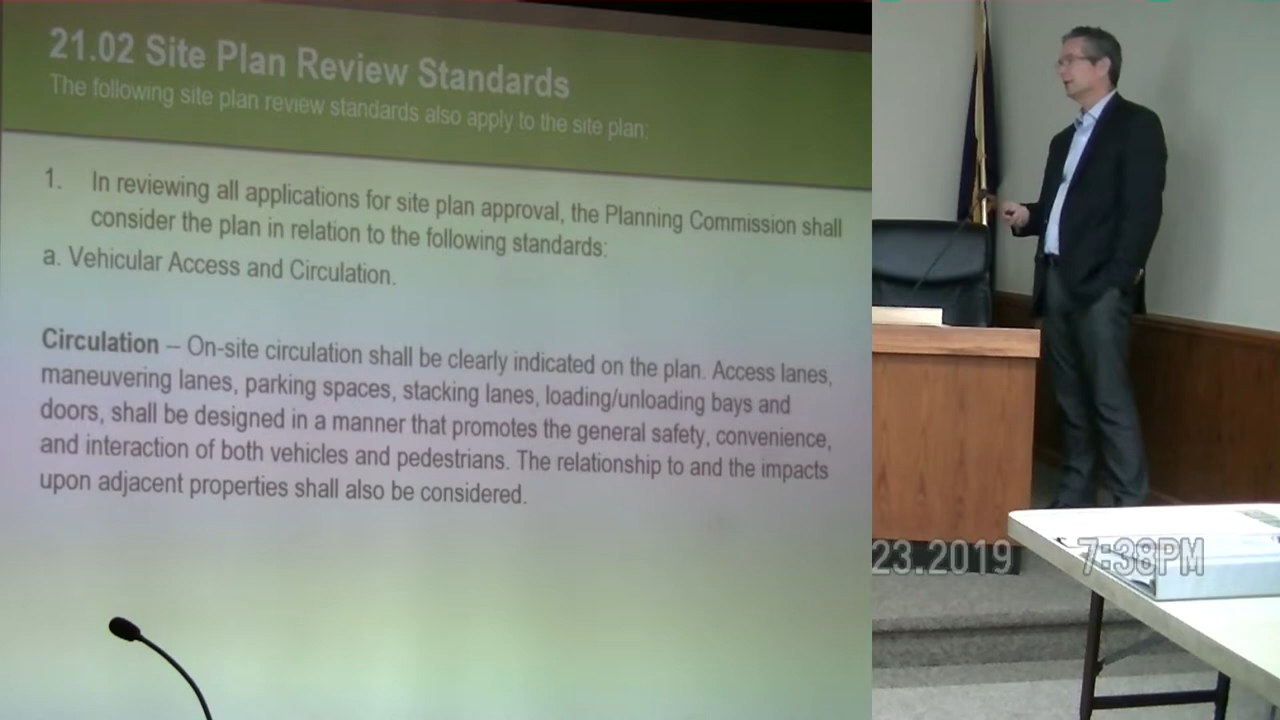 21.02 Site Plan Review Standards
The following site plan review standards also apply to the site plan;
1. In reviewing all applications for site plan approval, the Planning Commission shall
consider the plan in relation to the following standards:
a. Vehicular Access and Circulation.
Circulation – On-site circulation shall be clearly indicated on the plan. Access lanes,
maneuvering lanes, parking spaces, stacking lanes, loading/unloading bays and
doors, shall be designed in a manner that promotes the general safety, convenience,
and interaction of both vehicles and pedestrians. The relationship to and the impacts
upon adjacent properties shall also be considered.
23.2019 7:38PM